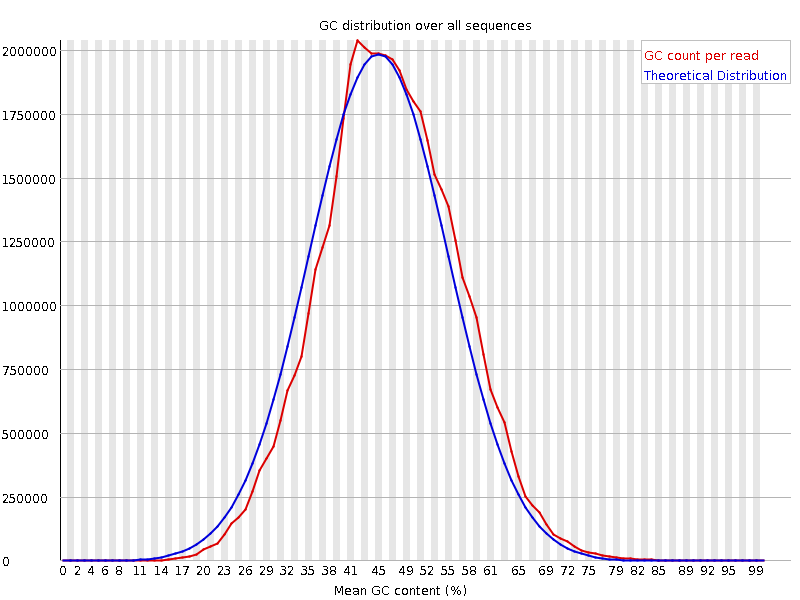 GC distribution over all sequences
2000000
1750000
1500000
1250000
1000000
750000
500000
250000
0
GC count per read
Theoretical Distribution
0 2 4 6 8 11 14 17 20 23 26 29 32 35 38 41 45 49 52 55 58 61 65 69 72 75 79 82 85 89 92 95 99
Mean GC content (%)